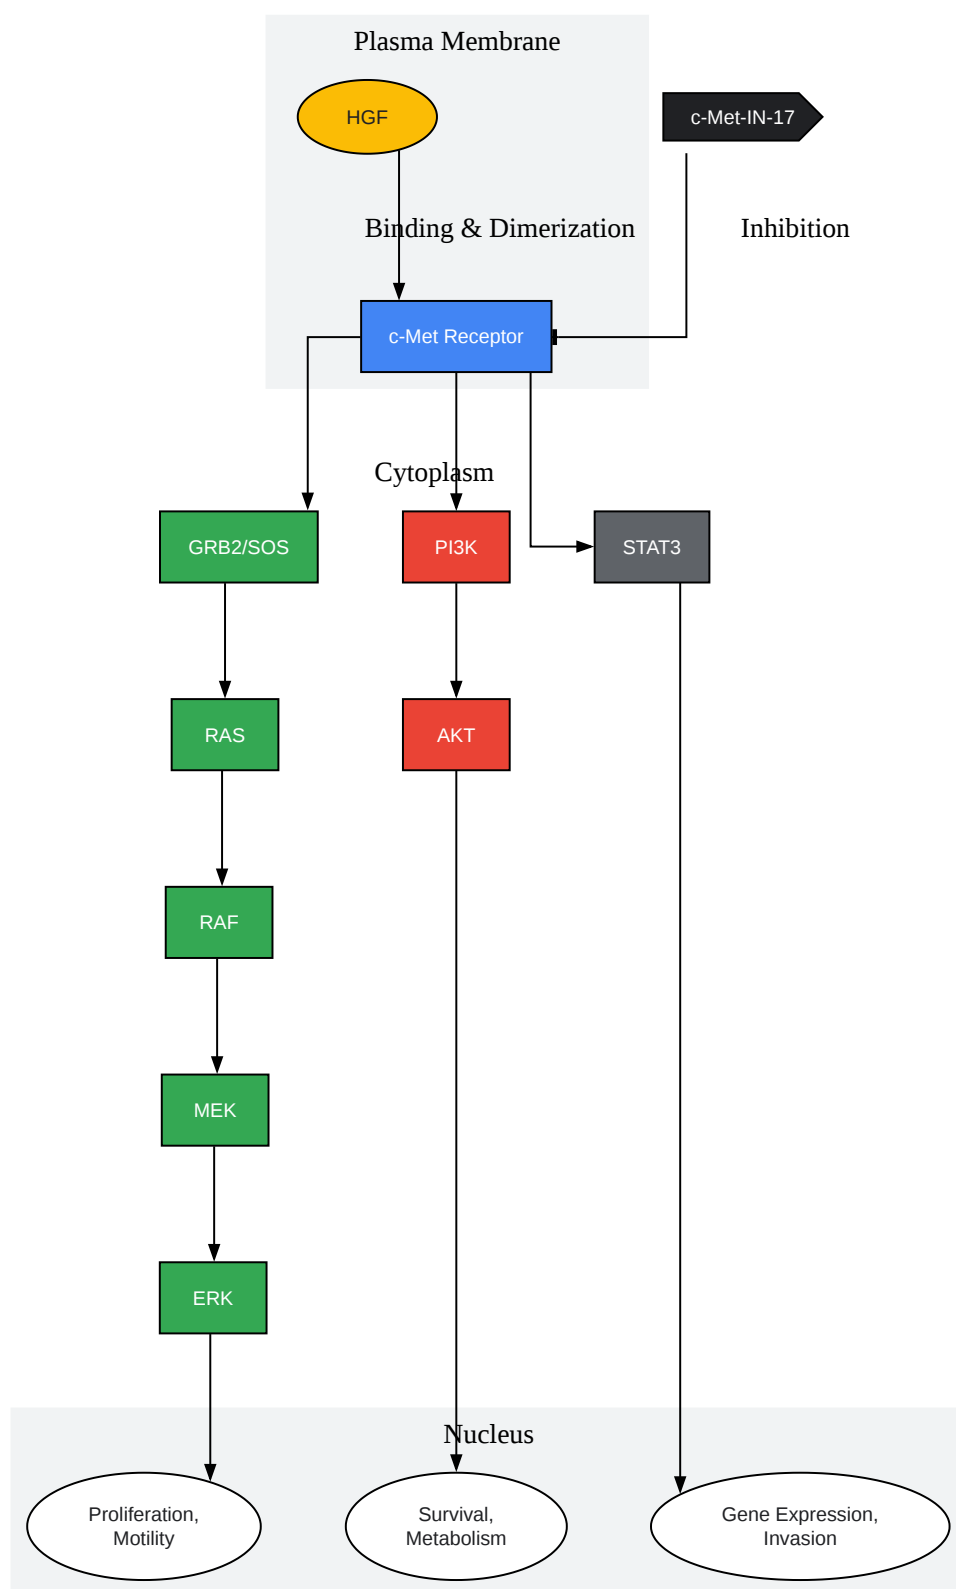 Plasma Membrane
HGF
c-Met-IN-17
Binding & Dimerization
Inhibition
c-Met Receptor
Cytoplasm
GRB2/SOS
PI3K
STAT3
RAS
AKT
RAF
MEK
ERK
Nucleus
Proliferation,
Motility
Survival,
Metabolism
Gene Expression,
Invasion